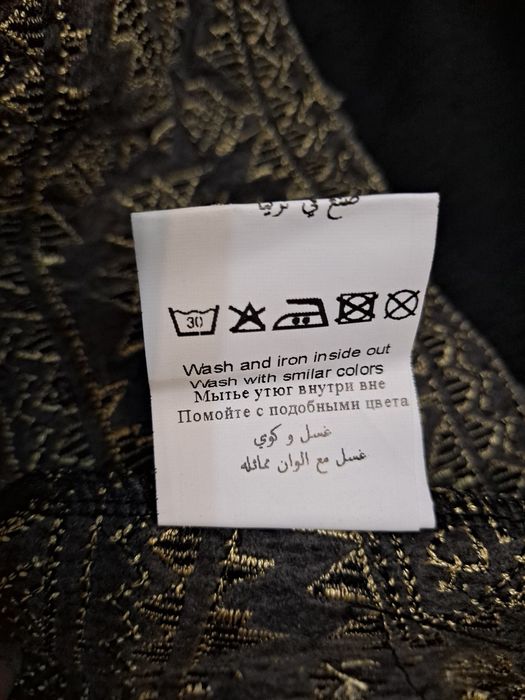 صنع في تركيا
30
Wash and iron inside out
Wash with smilar colors
Мытье утюг внутри вне
Помойте с подобными цвета
غسل و كوي
غسل مع الوان مماثله